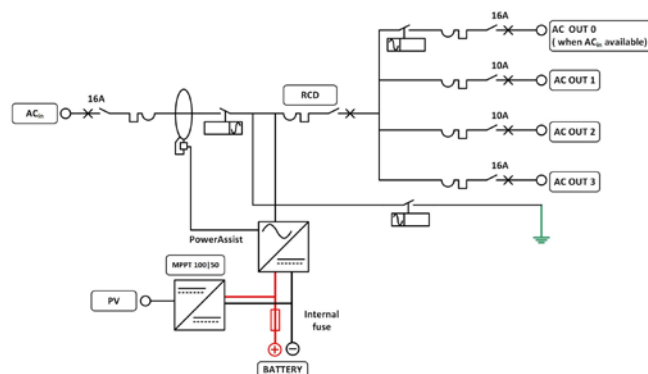 16A
AC OUT 0
( when ACin available)
10A
AC OUT 1
16A
RCD
ACin
10A
AC OUT 2
16A
AC OUT 3
PowerAssist
MPPT 100|50
PV
Internal
fuse
+
−
BATTERY